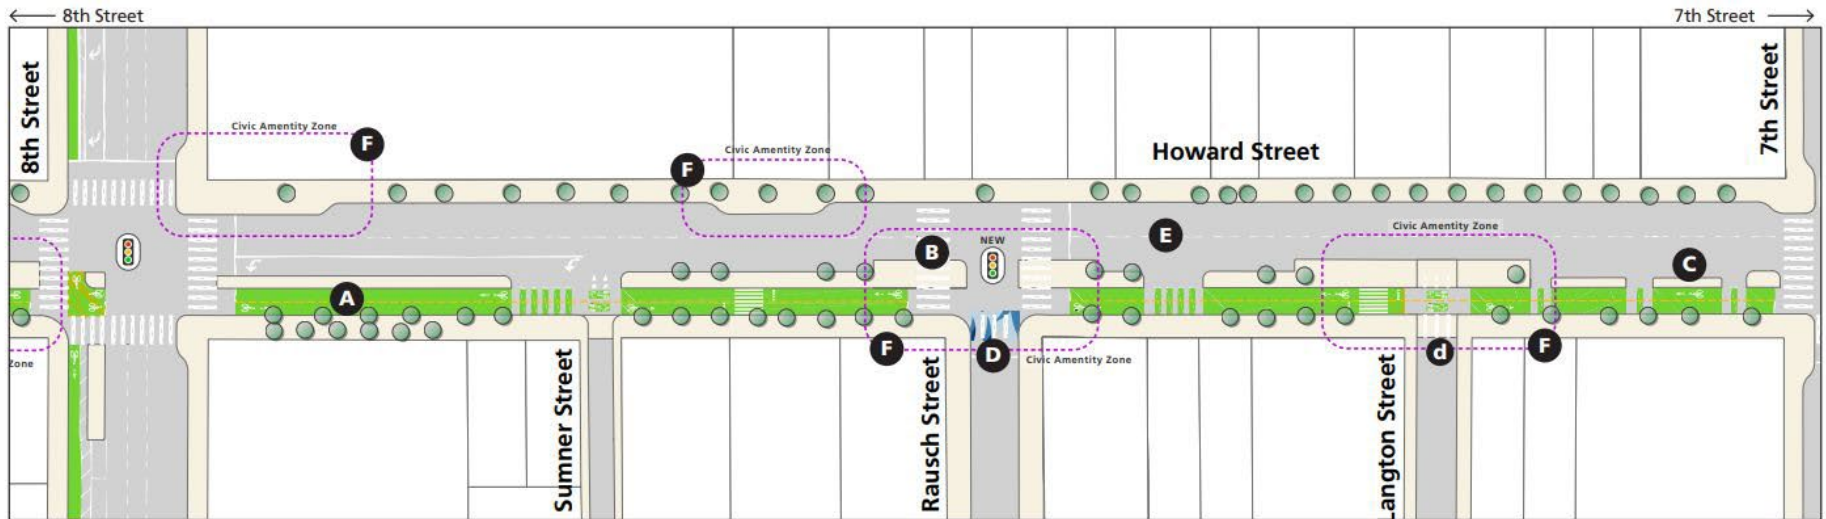 8th Street
7th Street
8th Street
7th Street
Civic Amentity Zone
F
F
Civic Amentity Zone
Howard Street
Civic Amentity Zone
E
NEW
B
C
A
F
D
Civic Amentity Zone
d
F
Zone
Sumner Street
Rausch Street
Langton Street